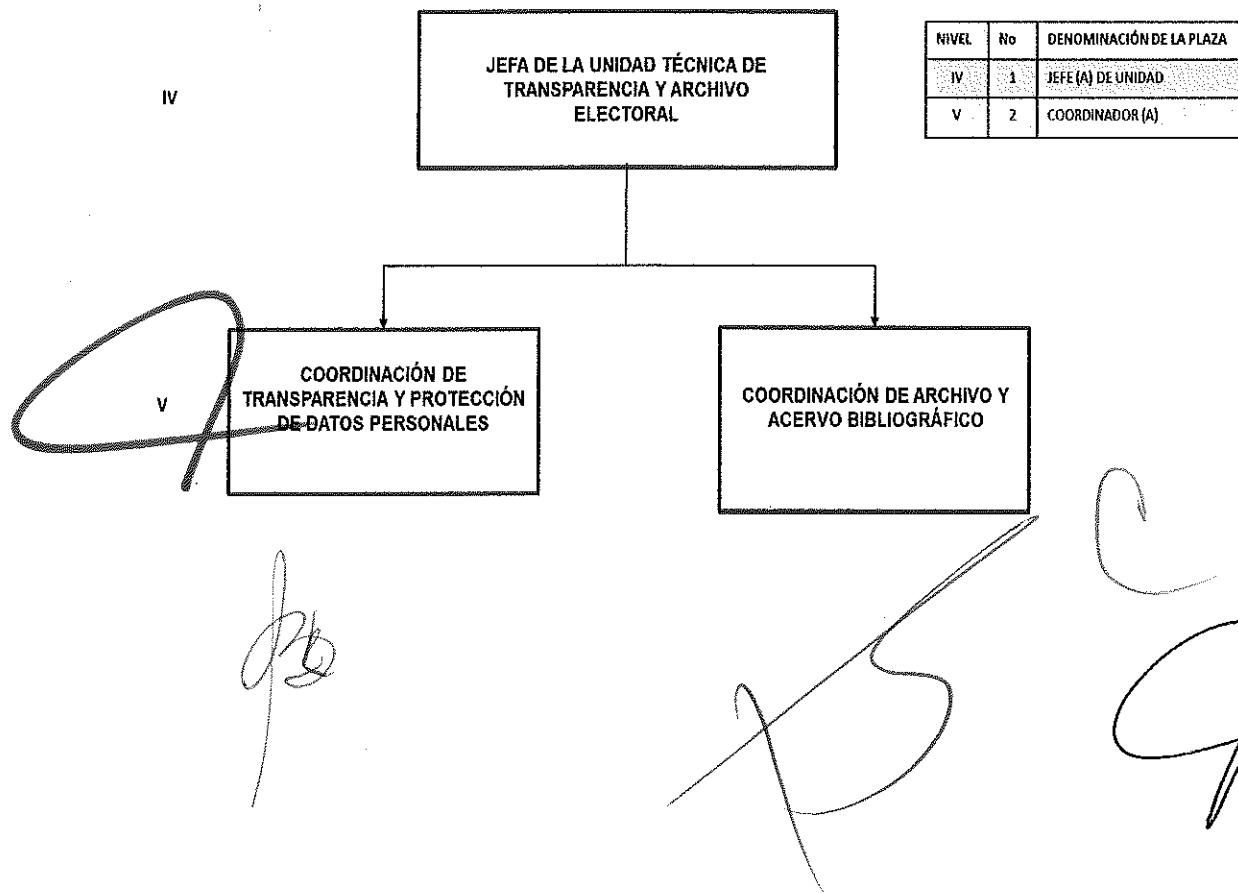 IV
JEFA DE LA UNIDAD TÉCNICA DE
TRANSPARENCIA Y ARCHIVO
ELECTORAL
NIVEL No DENOMINACIÓN DE LA PLAZA
IV 1 JEFE (A) DE UNIDAD
V 2 COORDINADOR (A)
V
COORDINACIÓN DE
TRANSPARENCIA Y PROTECCIÓN
DE DATOS PERSONALES
COORDINACIÓN DE ARCHIVO Y
ACERVO BIBLIOGRÁFICO